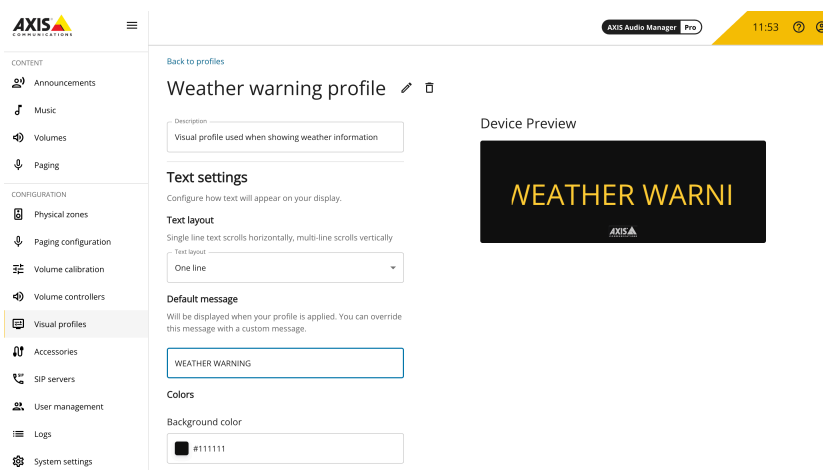 AXIS
COMMUNICATIONS
AXIS Audio Manager Pro
11:53
CONTENT
Announcements
Music
Volumes
Paging
CONFIGURATION
Physical zones
Paging configuration
Volume calibration
Volume controllers
Visual profiles
Accessories
SIP
SIP servers
User management
Logs
System settings
Back to profiles
Weather warning profile
Description
Visual profile used when showing weather information
Text settings
Configure how text will appear on your display.
Text layout
Single line text scrolls horizontally, multi-line scrolls vertically
Text layout
One line
Default message
Will be displayed when your profile is applied. You can override
this message with a custom message.
WEATHER WARNING
Colors
Background color
#111111
Device Preview
WEATHER WARNI
AXIS
COMMUNICATIONS